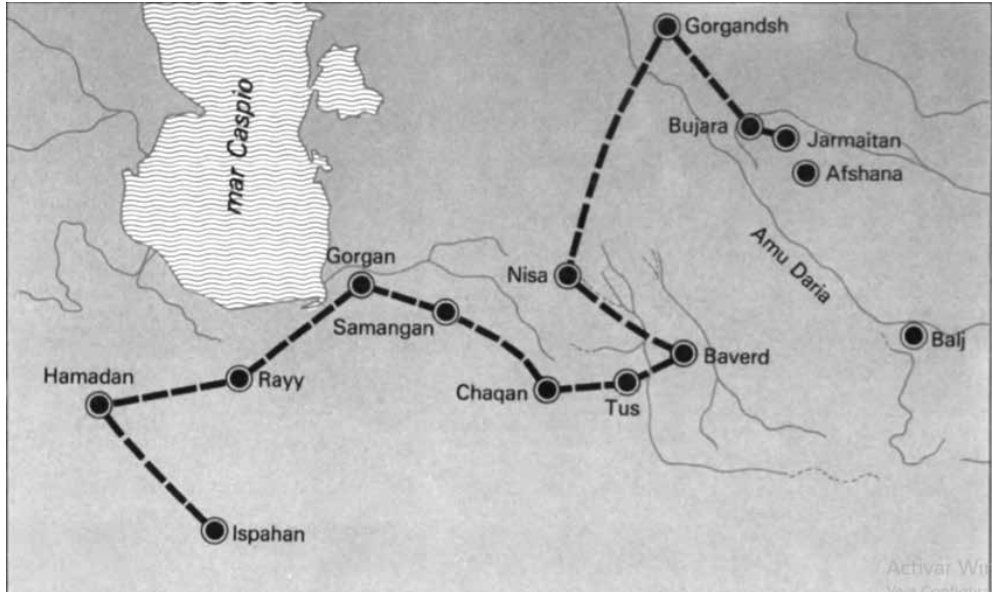 Gorgandsh
mar Caspio
Bujara
Jarmaitan
Afshana
Amu Daria
Gorgan
Nisa
Samangan
Balj
Baverd
Hamadan
Rayy
Chaqan
Tus
Ispahan
Activar Wi